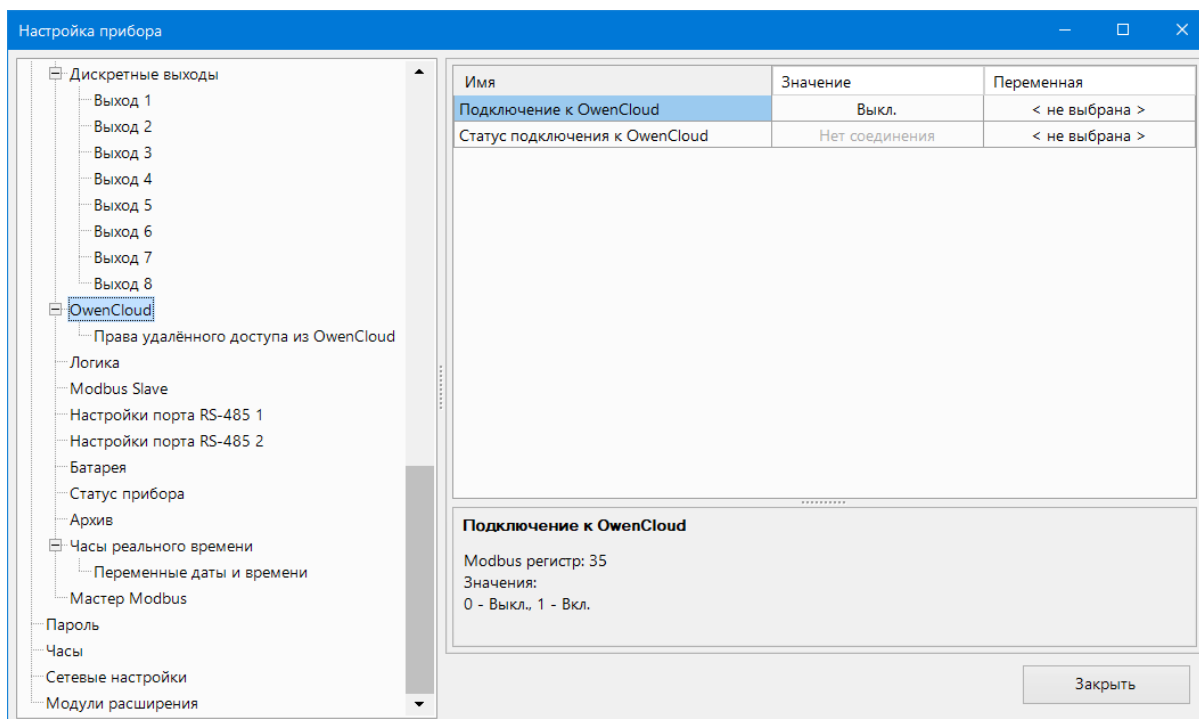 Настройка прибора
Дискретные выходы
Выход 1
Выход 2
Выход 3
Выход 4
Выход 5
Выход 6
Выход 7
Выход 8
OwenCloud
Права удалённого доступа из OwenCloud
Логика
Modbus Slave
Настройки порта RS-485 1
Настройки порта RS-485 2
Батарея
Статус прибора
Архив
Часы реального времени
Переменные даты и времени
Мастер Modbus
Пароль
Часы
Сетевые настройки
Модули расширения
Имя Значение Переменная
Подключение к OwenCloud Выкл. < не выбрана >
Статус подключения к OwenCloud Нет соединения < не выбрана >
Подключение к OwenCloud
Modbus регистр: 35
Значения:
0 - Выкл., 1 - Вкл.
Закрыть